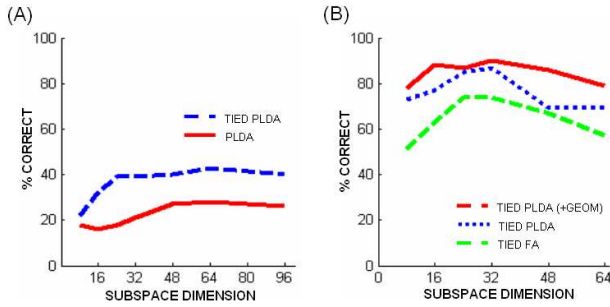 (A)
100
80
60
40
20
0
% CORRECT
TIED PLDA
PLDA
16 32 48 64 80 96
SUBSPACE DIMENSION
(B)
100
80
60
40
20
0
% CORRECT
TIED PLDA (+GEOM)
TIED PLDA
TIED FA
0 16 32 48 64
SUBSPACE DIMENSION